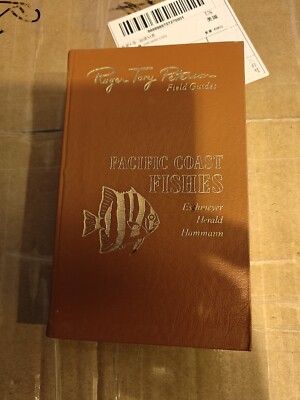 Roger Tory Peterson
Field Guides
PACIFIC COAST
FISHES
Eschmeyer
Herald
Hammann